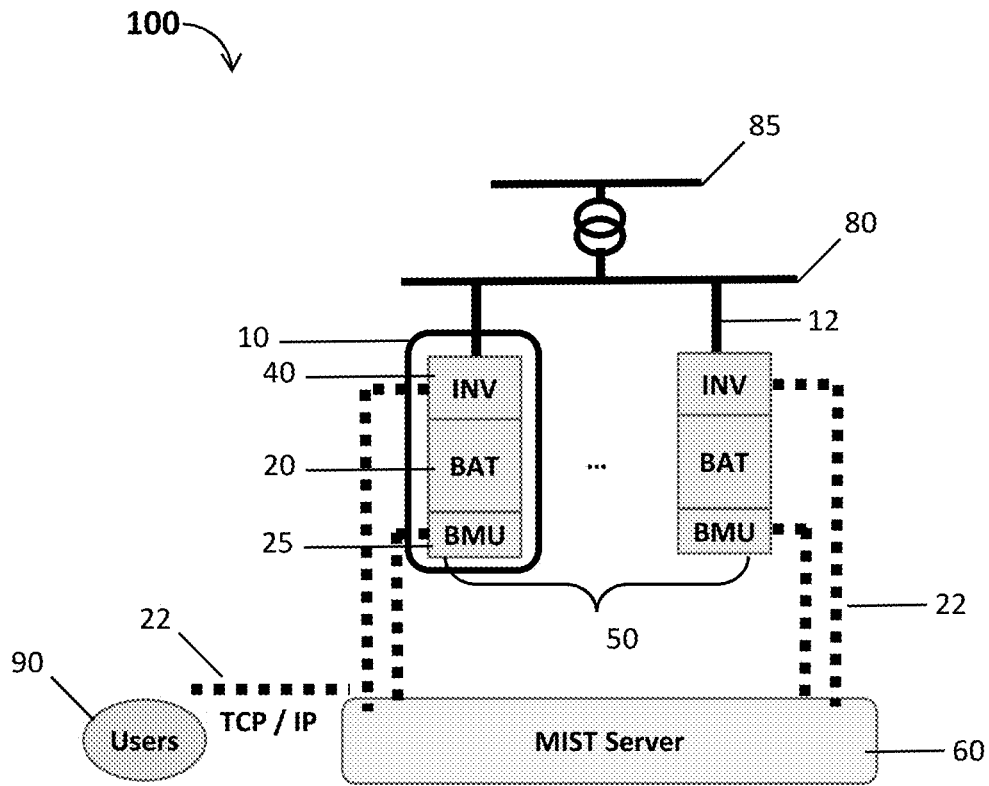 100
85
80
10
12
40
INV
INV
20
BAT
...
BAT
25
BMU
BMU
22
50
22
90
TCP / IP
Users
MIST Server
60